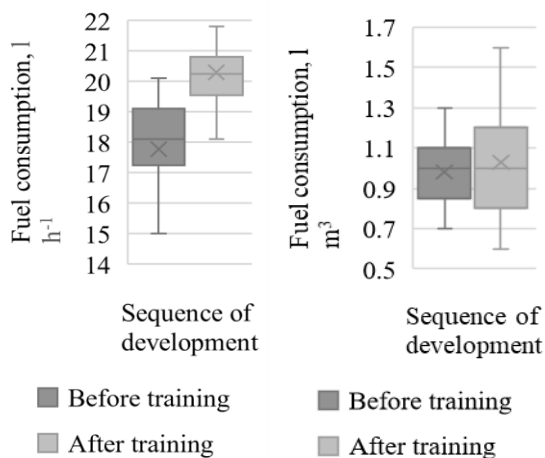 Fuel consumption, l
h⁻¹
22
21
20
19
18
17
16
15
14
Sequence of
development
Before training
After training
Fuel consumption, l
m³
1.7
1.5
1.3
1.1
0.9
0.7
0.5
Sequence of
development
Before training
After training